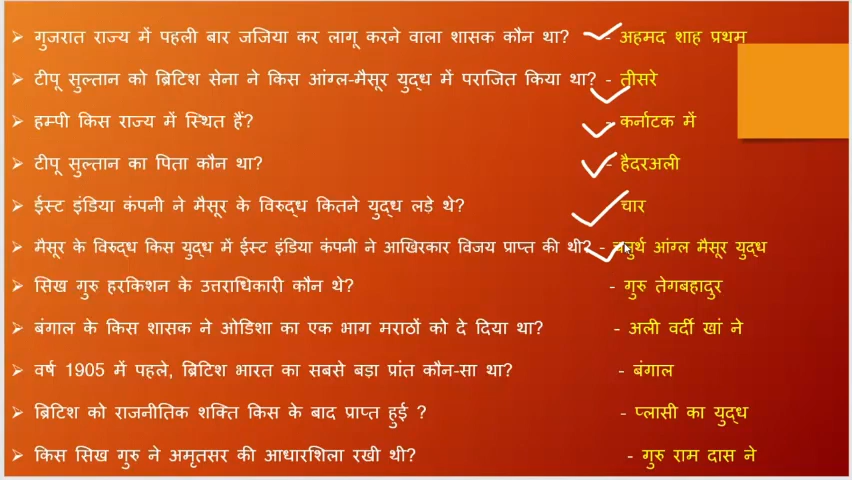 ➢ गुजरात राज्य में पहली बार जजिया कर लागू करने वाला शासक कौन था? - अहमद शाह प्रथम
➢ टीपू सुल्तान को ब्रिटिश सेना ने किस आंग्ल-मैसूर युद्ध में पराजित किया था? - तीसरे
➢ हम्पी किस राज्य में स्थित हैं? - कर्नाटक में
➢ टीपू सुल्तान का पिता कौन था? - हैदरअली
➢ ईस्ट इंडिया कंपनी ने मैसूर के विरुद्ध कितने युद्ध लड़े थे? चार
➢ मैसूर के विरुद्ध किस युद्ध में ईस्ट इंडिया कंपनी ने आखिरकार विजय प्राप्त की थी? - चतुर्थ आंग्ल मैसूर युद्ध
➢ सिख गुरु हरकिशन के उत्तराधिकारी कौन थे? - गुरु तेगबहादुर
➢ बंगाल के किस शासक ने ओडिशा का एक भाग मराठों को दे दिया था? - अली वर्दी खां ने
➢ वर्ष 1905 में पहले, ब्रिटिश भारत का सबसे बड़ा प्रांत कौन-सा था? - बंगाल
➢ ब्रिटिश को राजनीतिक शक्ति किस के बाद प्राप्त हुई ? - प्लासी का युद्ध
➢ किस सिख गुरु ने अमृतसर की आधारशिला रखी थी? - गुरु राम दास ने